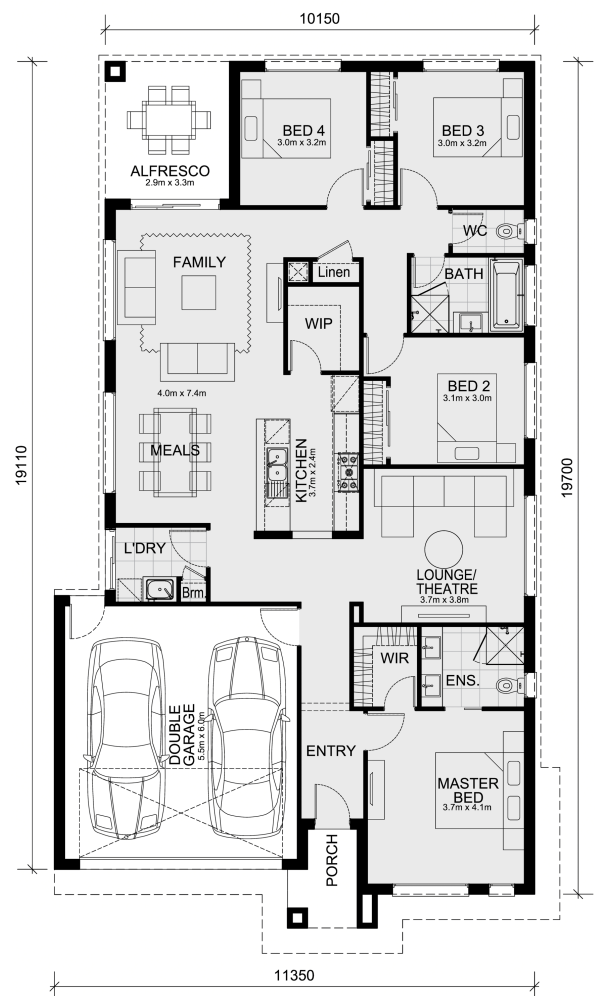 10150
BED 4
3.0m x 3.2m
BED 3
3.0m x 3.2m
ALFRESCO
2.9m x 3.3m
WC
FAMILY
Linen
BATH
WIP
4.0m x 7.4m
BED 2
3.1m x 3.0m
MEALS
KITCHEN
3.7m x 2.4m
19110
19700
L'DRY
Brm.
LOUNGE/
THEATRE
3.7m x 3.8m
WIR
ENS.
DOUBLE
GARAGE
5.5m x 6.0m
ENTRY
MASTER
BED
3.7m x 4.1m
PORCH
11350